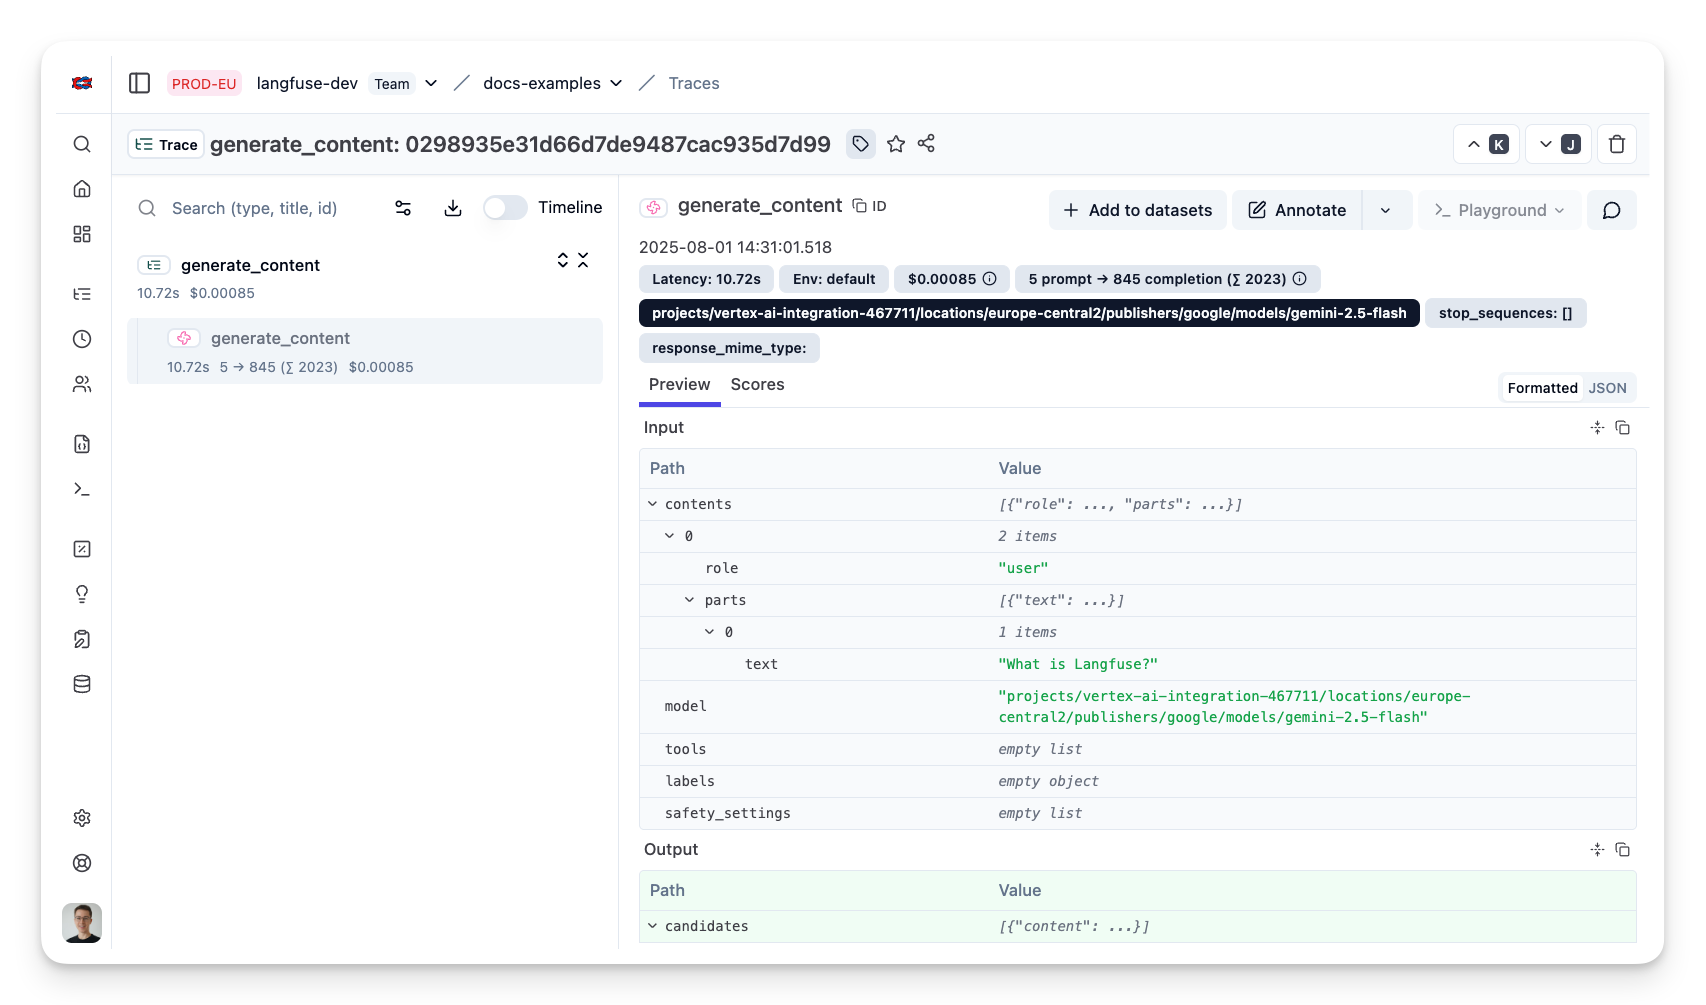 PROD-EU langfuse-dev Team docs-examples Traces
Trace generate_content: 0298935e31d66d7de9487cac935d7d99 K J
Search (type, title, id) Timeline
generate_content
10.72s $0.00085
generate_content
10.72s 5 → 845 (∑ 2023) $0.00085
generate_content ID
Add to datasets Annotate Playground
2025-08-01 14:31:01.518
Latency: 10.72s Env: default $0.00085 5 prompt → 845 completion (∑ 2023)
projects/vertex-ai-integration-467711/locations/europe-central2/publishers/google/models/gemini-2.5-flash stop_sequences: []
response_mime_type:
Preview Scores Formatted JSON
Input
Path Value
contents [{"role": ..., "parts": ...}]
0 2 items
role "user"
parts [{"text": ...}]
0 1 items
text "What is Langfuse?"
model "projects/vertex-ai-integration-467711/locations/europe-
central2/publishers/google/models/gemini-2.5-flash"
tools empty list
labels empty object
safety_settings empty list
Output
Path Value
candidates [{"content": ...}]